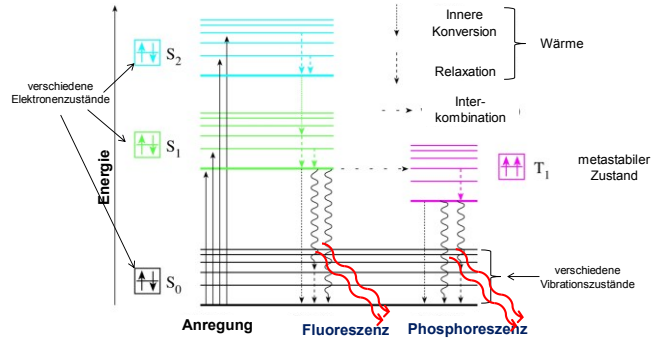 Innere
Konversion
Wärme
Relaxation
Inter-
kombination
S2
verschiedene
Elektronenzustände
S1
T1
metastabiler
Zustand
Energie
S0
verschiedene
Vibrationszustände
Anregung
Fluoreszenz
Phosphoreszenz